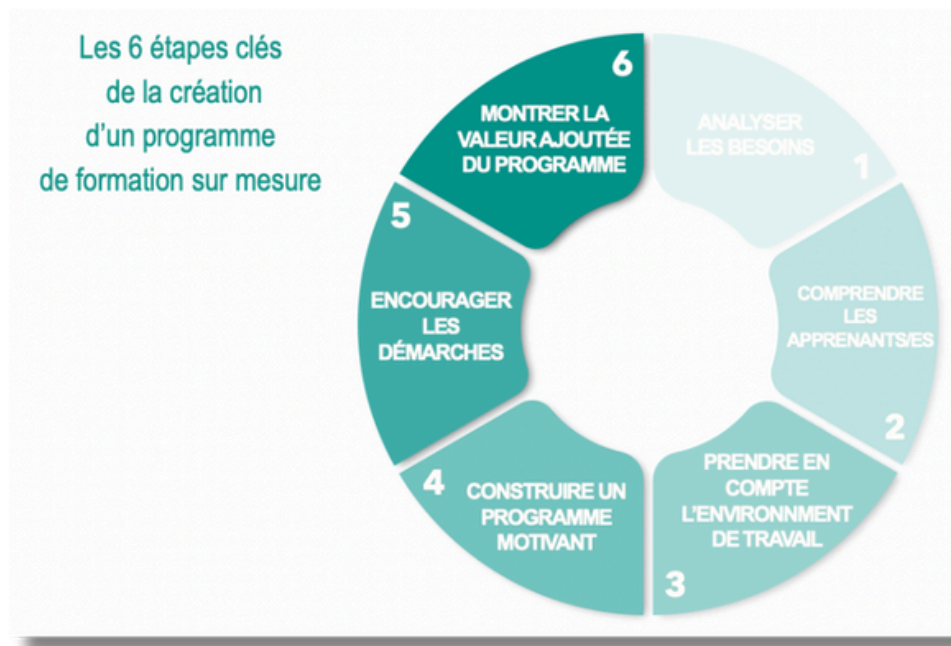 Les 6 étapes clés
de la création
d'un programme
de formation sur mesure
ANALYSER
LES BESOINS
1
COMPRENDRE
LES
APPRENANTS/ES
2
PRENDRE EN
COMPTE
L'ENVIRONNMENT
DE TRAVAIL
3
4
CONSTRUIRE UN
PROGRAMME
MOTIVANT
5
ENCOURAGER
LES
DÉMARCHES
6
MONTRER LA
VALEUR AJOUTÉE
DU PROGRAMME